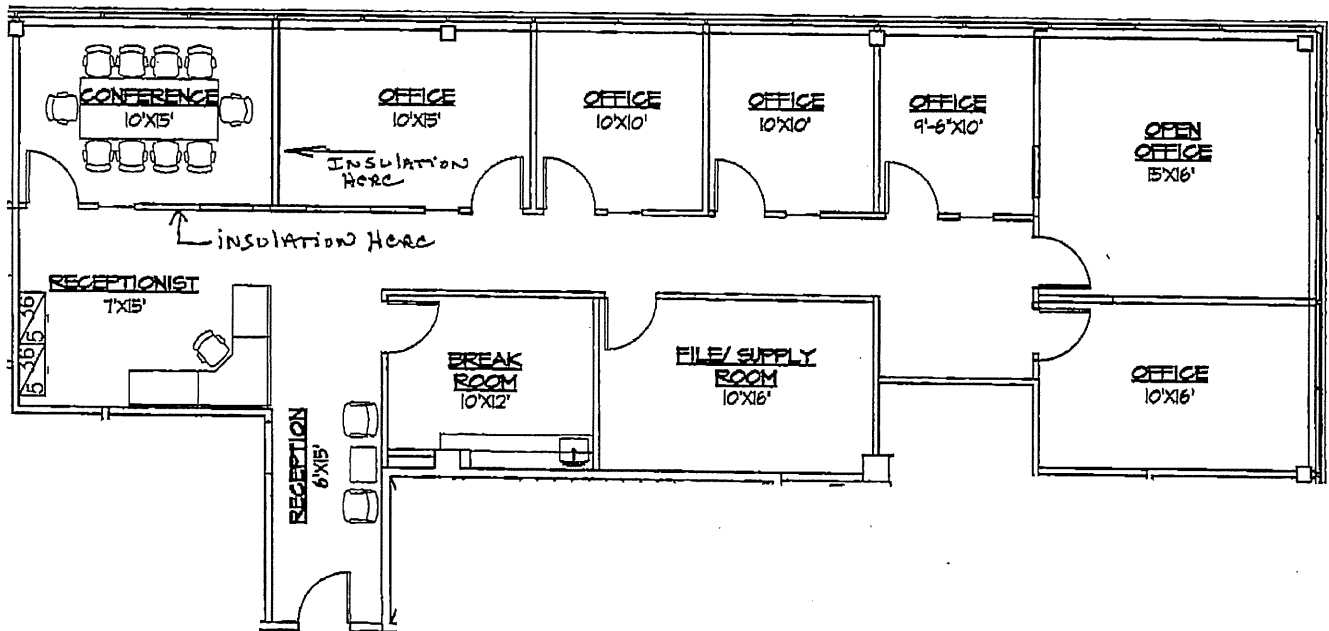 CONFERENCE
10'X15'
OFFICE
10'X15'
OFFICE
10'X10'
OFFICE
10'X10'
OFFICE
9'-6"X10'
OPEN
OFFICE
15'X16'
INSULATION
HERE
INSULATION HERE
RECEPTIONIST
7'X15'
36
5
36
5
BREAK
ROOM
10'X12'
FILE/ SUPPLY
ROOM
10'X16'
OFFICE
10'X16'
RECEPTION
6'X15'